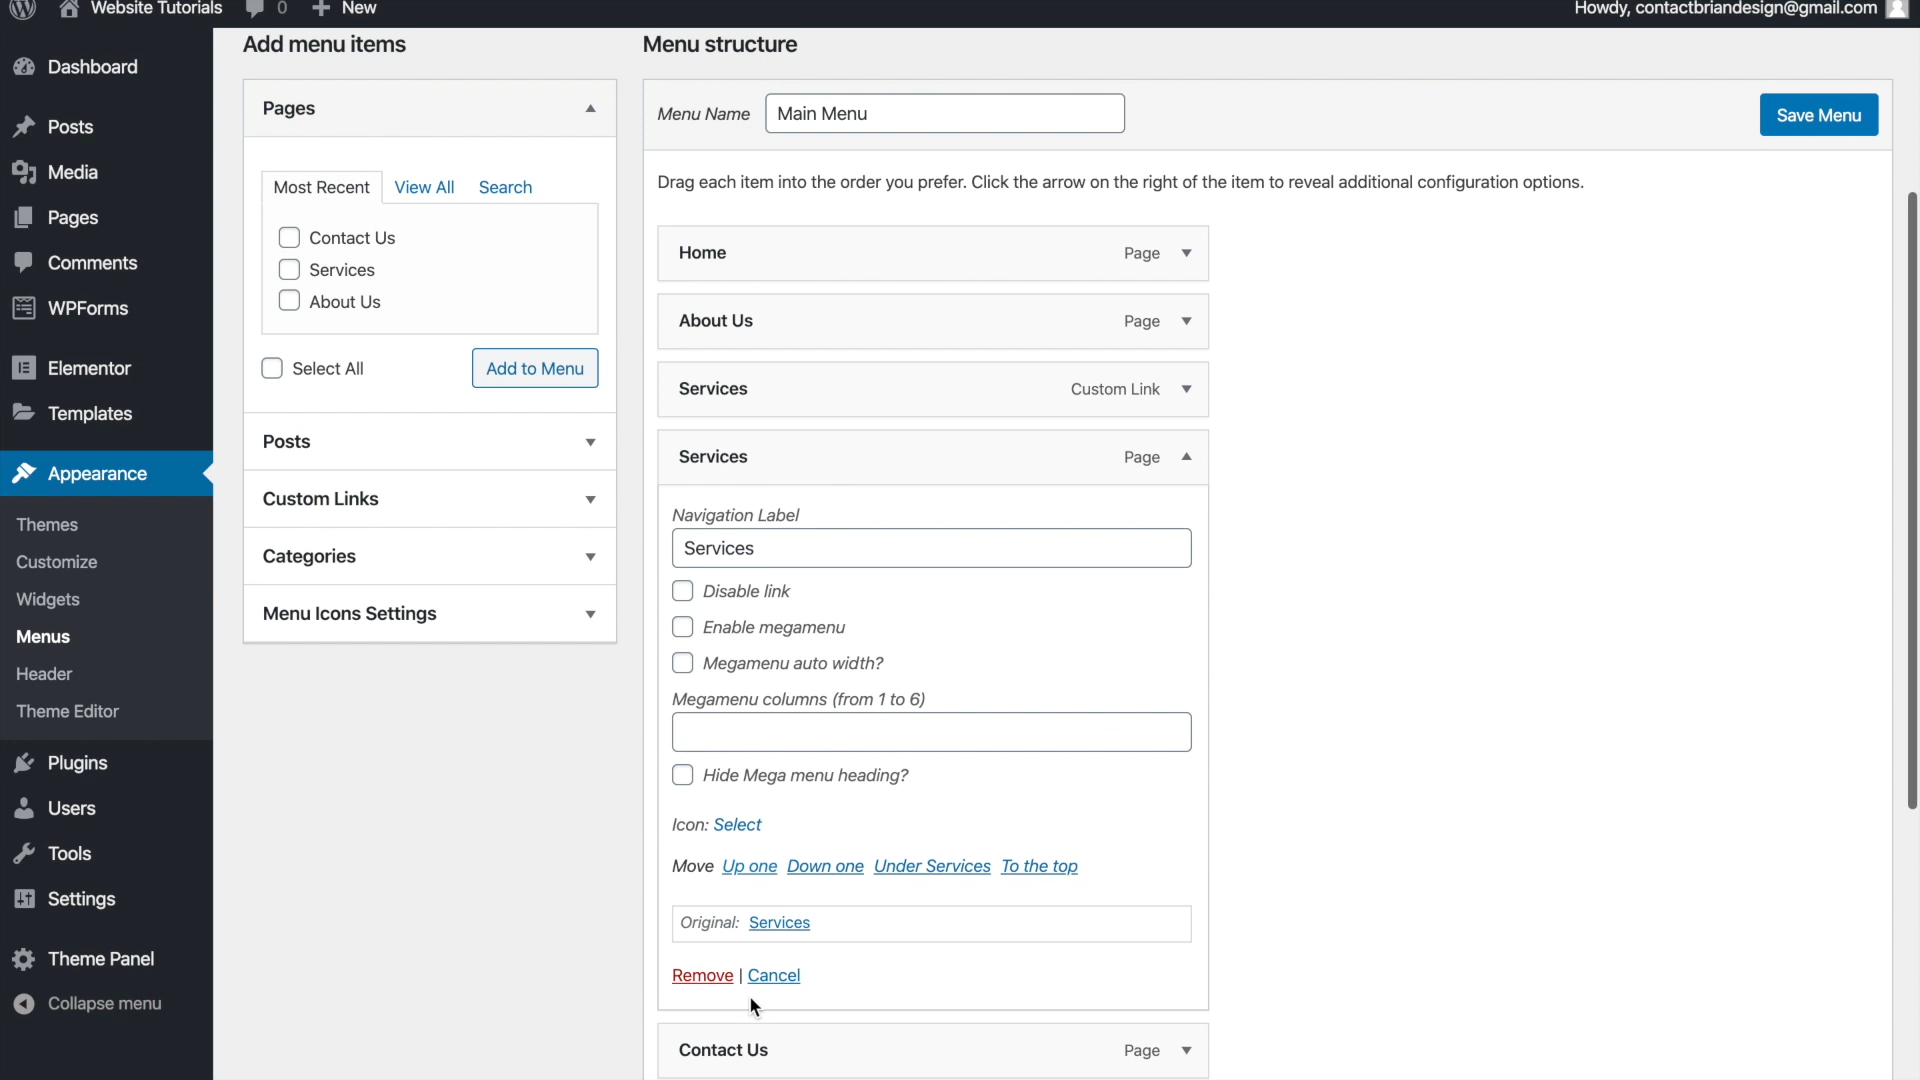 Website Tutorials
0
New
Howdy, contactbriandesign@gmail.com
Dashboard
Posts
Media
Pages
Comments
WPForms
Elementor
Templates
Appearance
Themes
Customize
Widgets
Menus
Header
Theme Editor
Plugins
Users
Tools
Settings
Theme Panel
Collapse menu
Add menu items
Pages
Most Recent
View All
Search
Contact Us
Services
About Us
Select All
Add to Menu
Posts
Custom Links
Categories
Menu Icons Settings
Menu structure
Menu Name
Main Menu
Save Menu
Drag each item into the order you prefer. Click the arrow on the right of the item to reveal additional configuration options.
Home
Page
About Us
Page
Services
Custom Link
Services
Page
Navigation Label
Services
Disable link
Enable megamenu
Megamenu auto width?
Megamenu columns (from 1 to 6)
Hide Mega menu heading?
Icon: Select
Move Up one Down one Under Services To the top
Original: Services
Remove | Cancel
Contact Us
Page